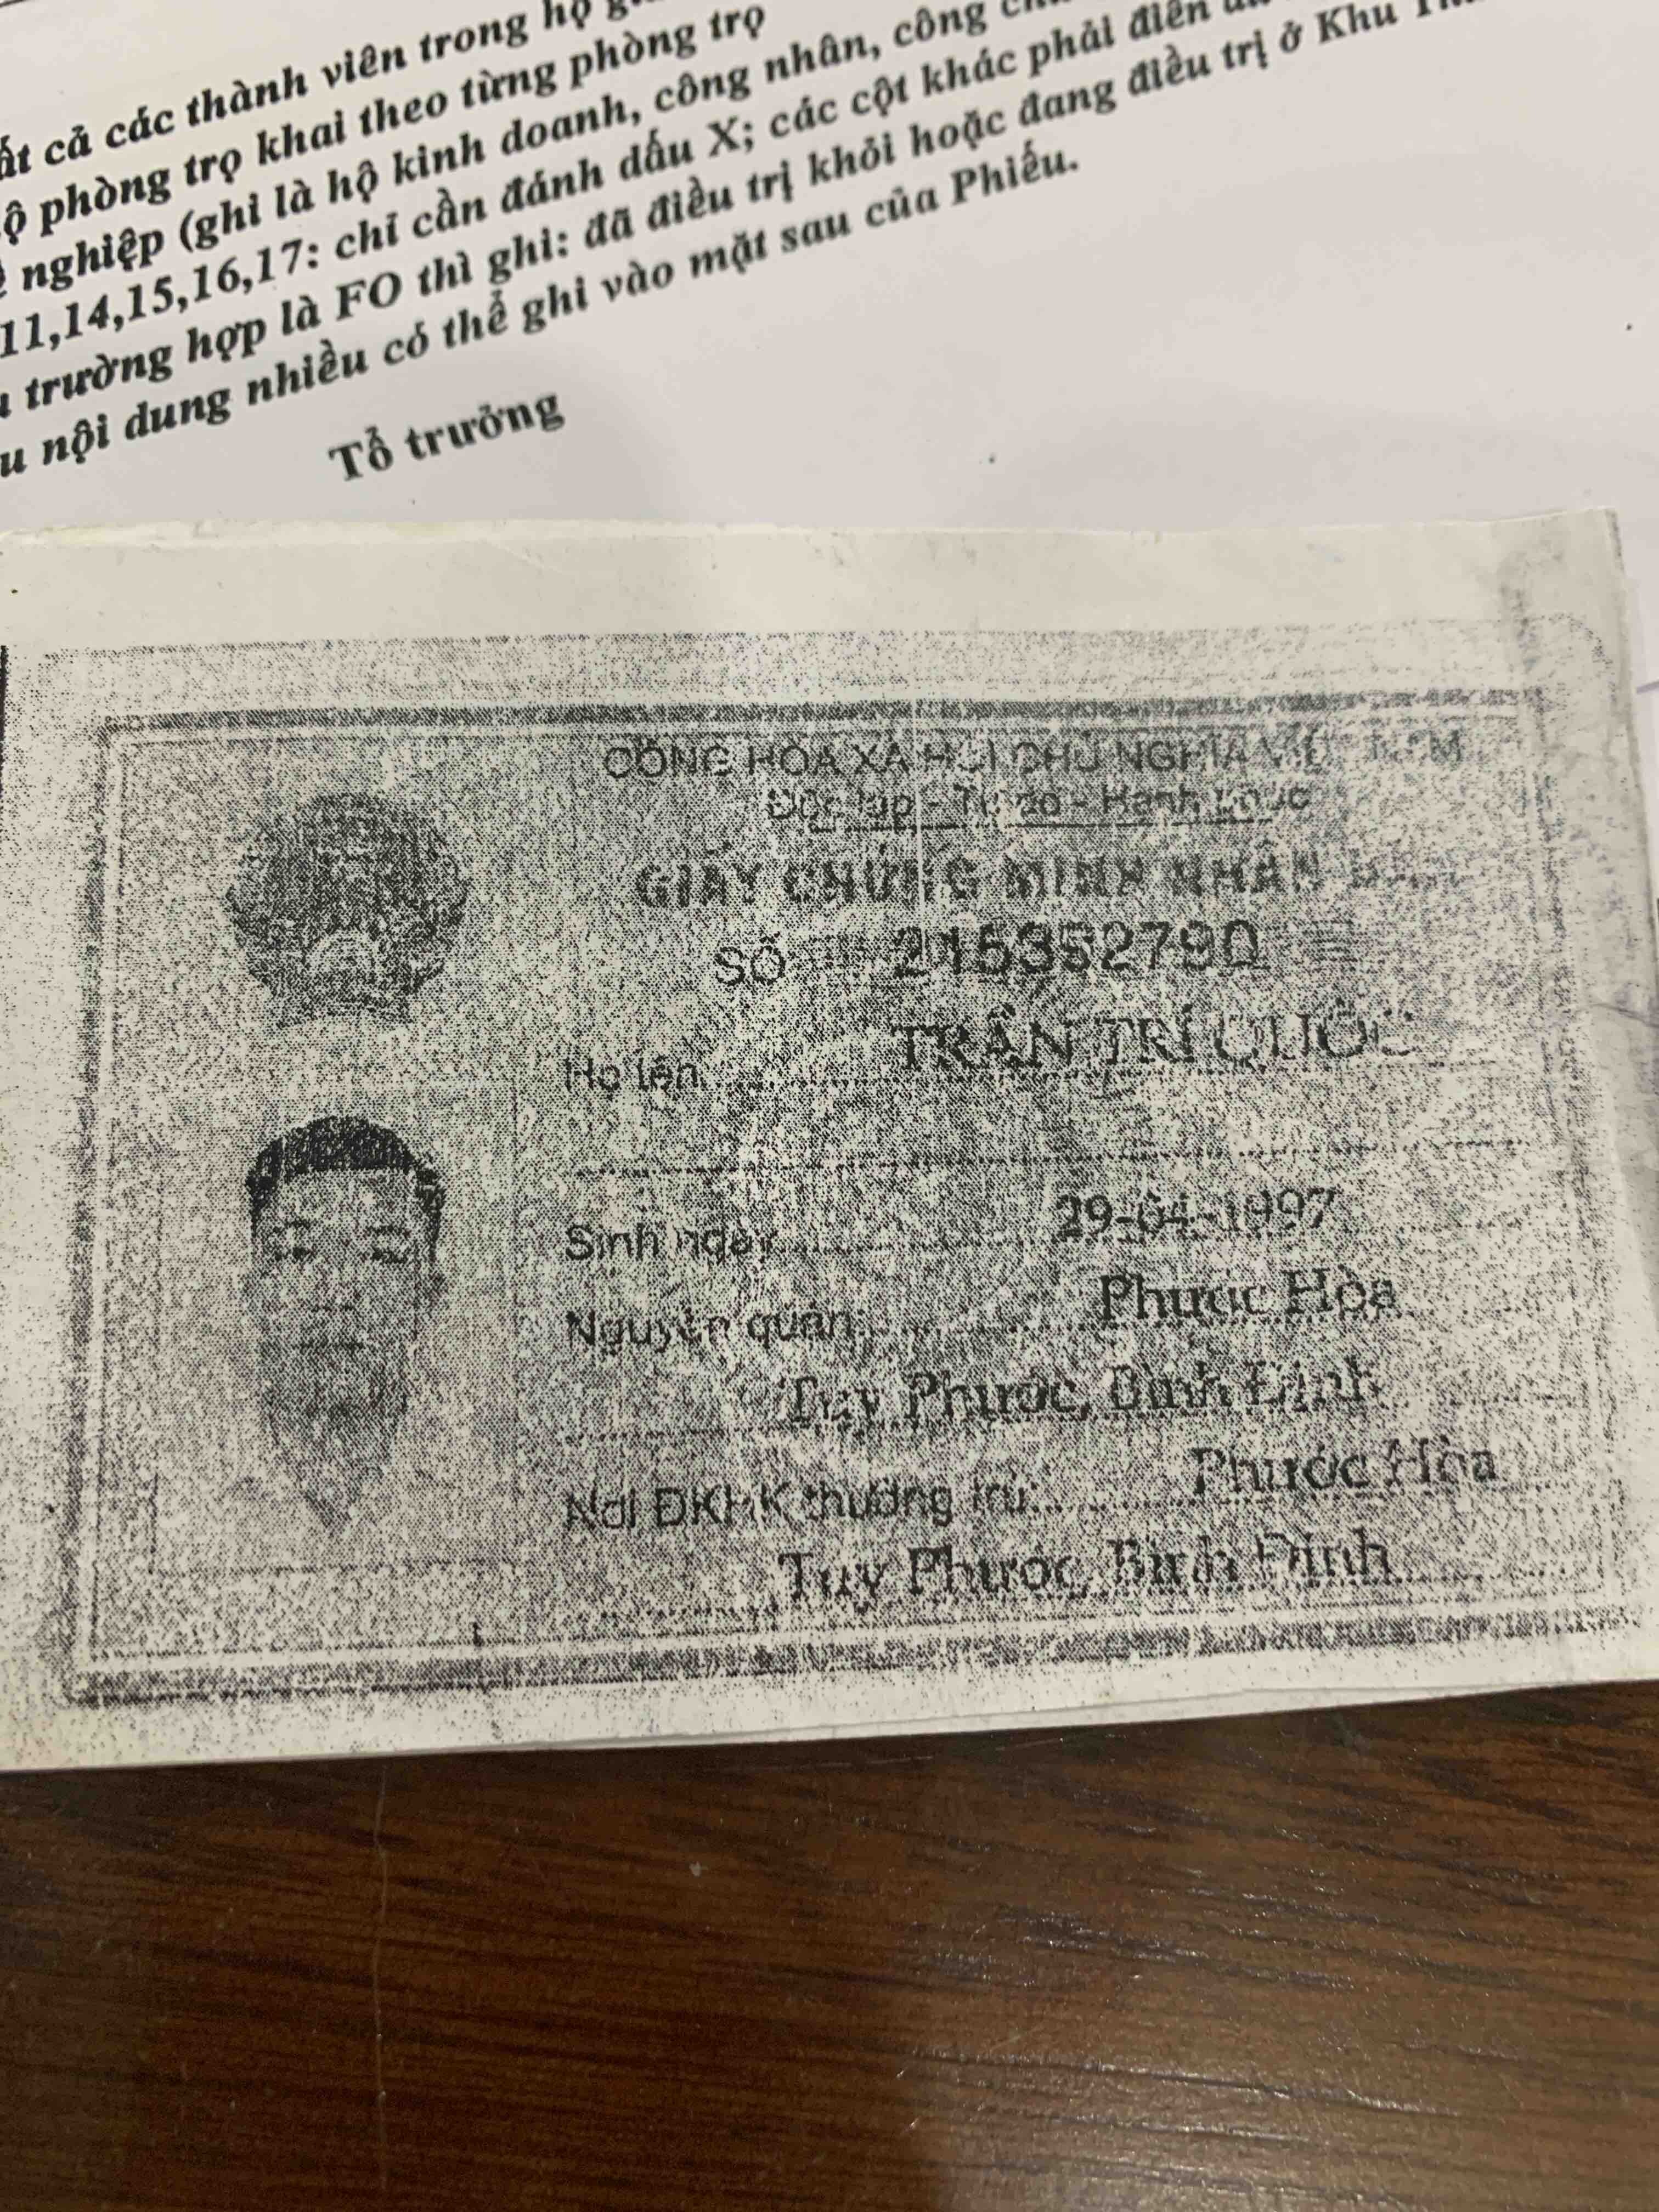 ất cả các thành viên trong hộ
ộ phòng trọ khai theo từng phòng trọ
nghiệp (ghi là hộ kinh doanh, công nhân, công
11,14,15,16,17: chỉ cần đánh dấu X; các cột khác phải điền
trường hợp là FO thì ghi: đã điều trị khỏi hoặc đang điều trị ở Khu
u nội dung nhiều có thể ghi vào mặt sau của Phiếu.
Tổ trưởng
CỘNG HÒA XÃ HỘI CHỦ NGHĨA VIỆT NAM
Độc lập - Tự do - Hạnh phúc
GIẤY CHỨNG MINH NHÂN DÂN
SỐ 215352790
Họ tên TRẦN TRÍ QUỐC
Sinh ngày 29-04-1997
Nguyên quán: Phước Hòa
Tuy Phước, Bình Định
Nơi ĐKHK thường trú: Phước Hòa
Tuy Phước, Bình Định